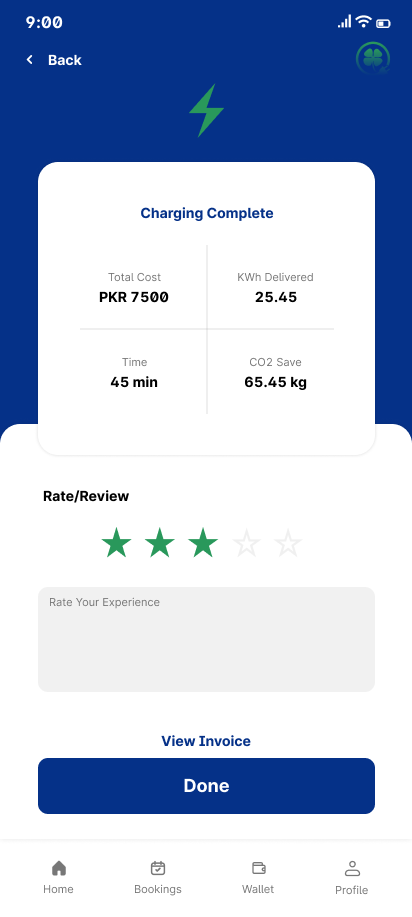 9:00
Back
Charging Complete
Total Cost
PKR 7500
KWh Delivered
25.45
Time
45 min
CO2 Save
65.45 kg
Rate/Review
Rate Your Experience
View Invoice
Done
Home
Bookings
Wallet
Profile